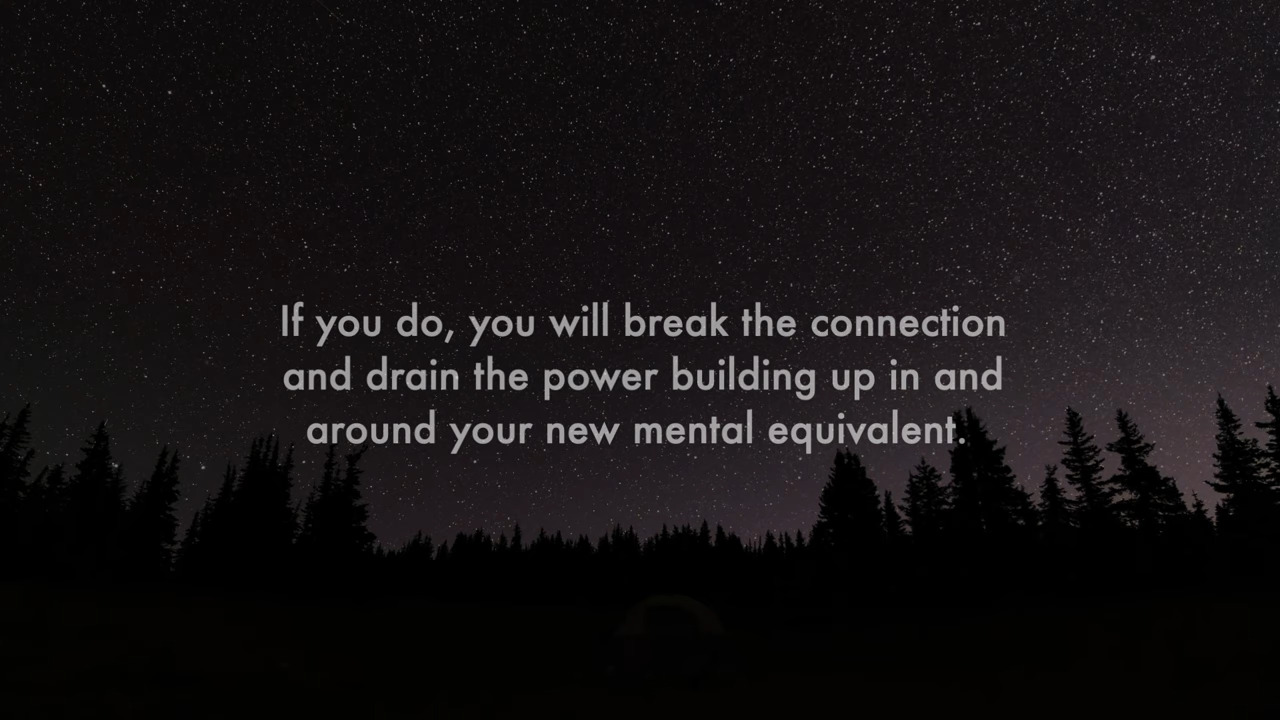 If you do, you will break the connection
and drain the power building up in and
around your new mental equivalent.